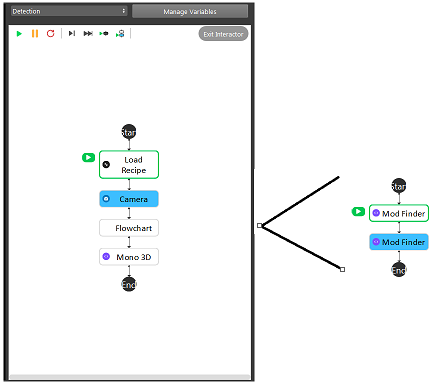 Detection
Manage Variables
Exit Interactor
Start
Load
Recipe
Camera
Flowchart
Mono 3D
End
Start
Mod Finder
Mod Finder
End